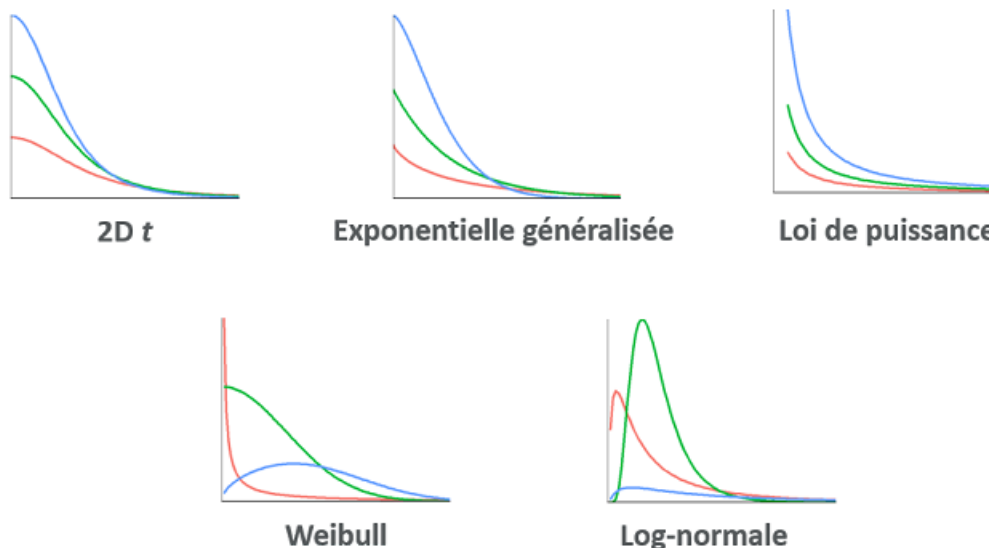 2D t
Exponentielle généralisée
Loi de puissance
Weibull
Log-normale